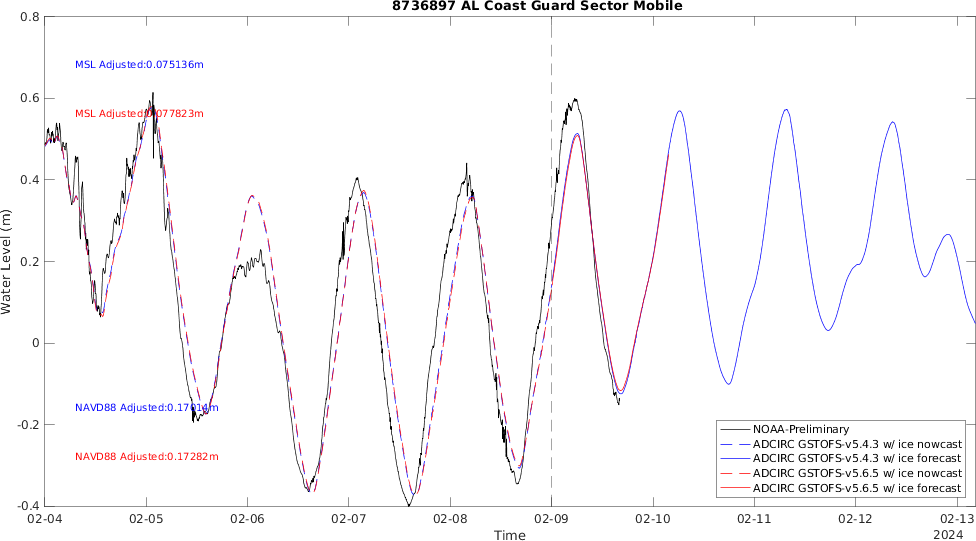 8736897 AL Coast Guard Sector Mobile
0.8
MSL Adjusted:0.075136m
0.6
MSL Adjusted:0.077823m
0.4
Water Level (m)
0.2
0
NAVD88 Adjusted:0.17014m
-0.2
NAVD88 Adjusted:0.17282m
-0.4
NOAA-Preliminary
ADCIRC GSTOFS-v5.4.3 w/ ice nowcast
ADCIRC GSTOFS-v5.4.3 w/ ice forecast
ADCIRC GSTOFS-v5.6.5 w/ ice nowcast
ADCIRC GSTOFS-v5.6.5 w/ ice forecast
02-04 02-05 02-06 02-07 02-08 02-09 02-10 02-11 02-12 02-13
Time
2024